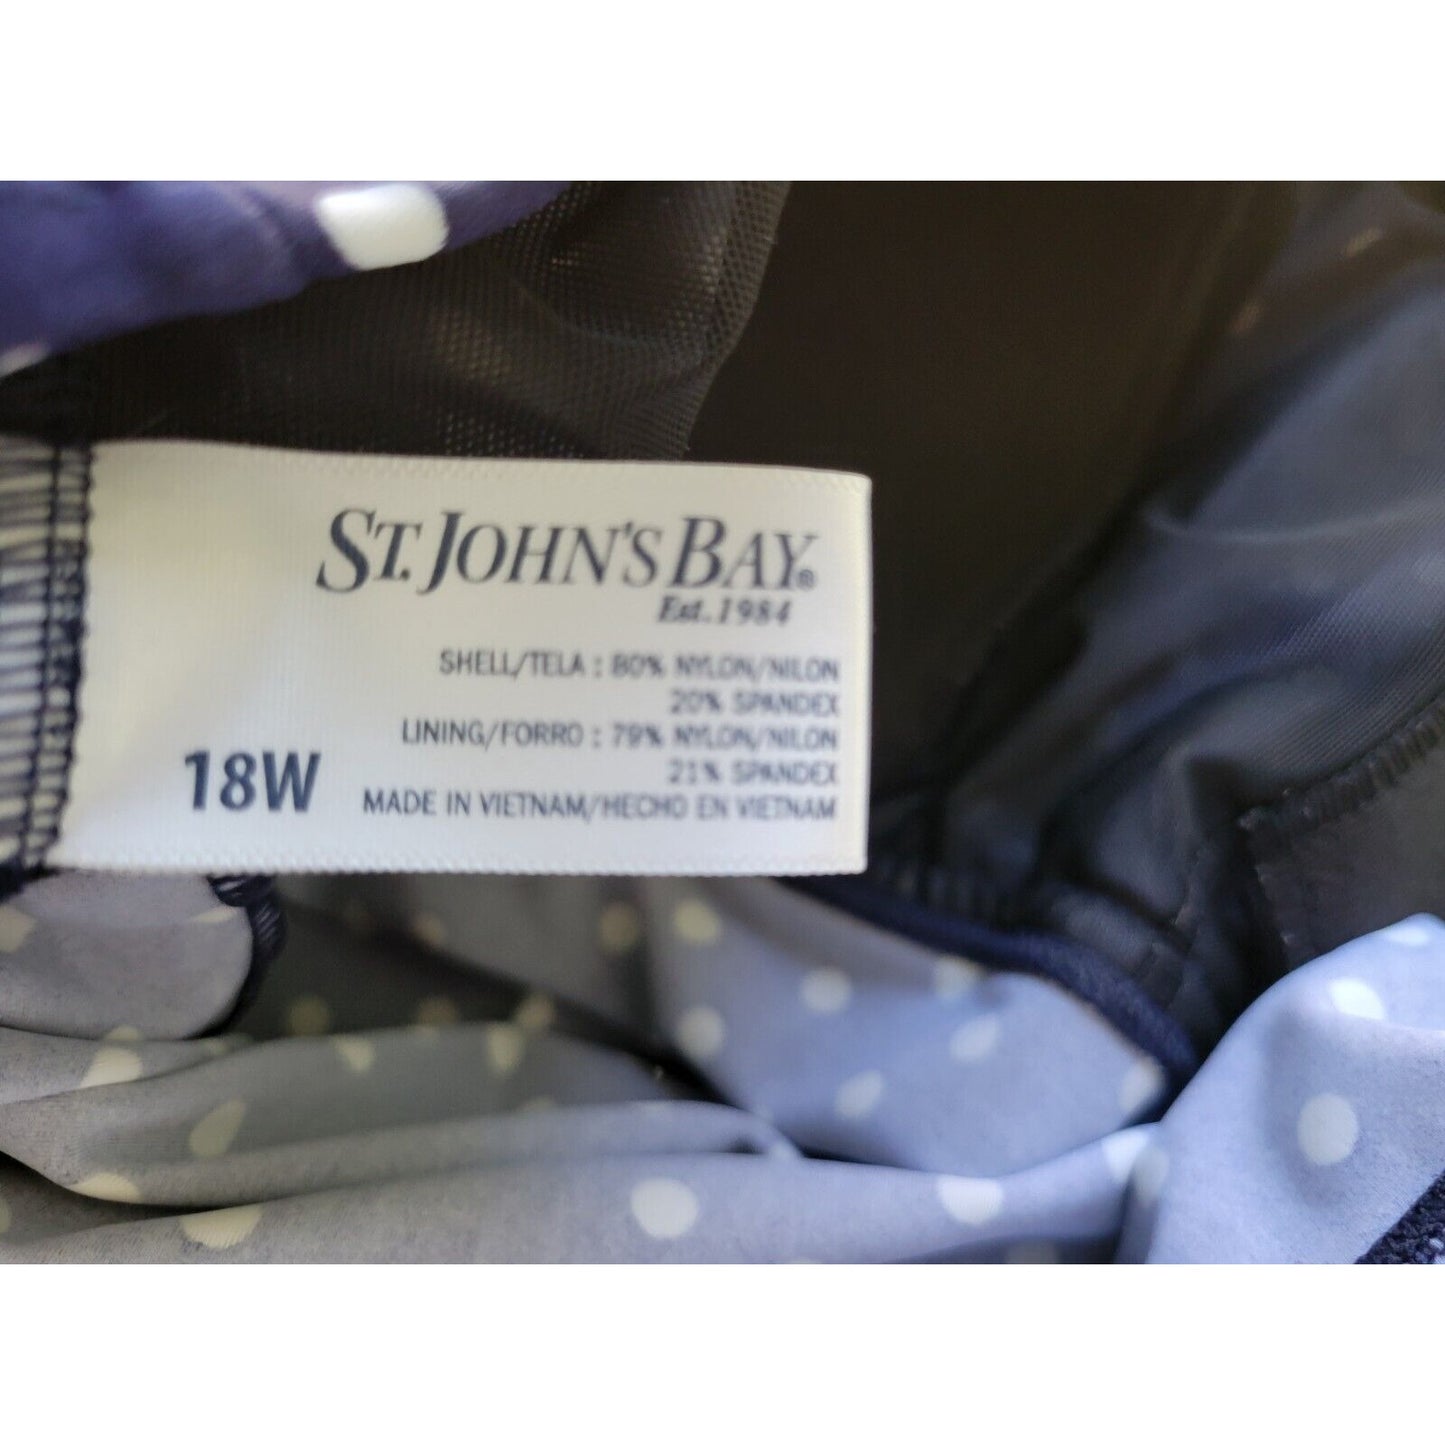 ST. JOHN'S BAY®
Est. 1984
SHELL/TELA : 80% NYLON/NILON
20% SPANDEX
LINING/FORRO : 79% NYLON/NILON
21% SPANDEX
18W
MADE IN VIETNAM/HECHO EN VIETNAM